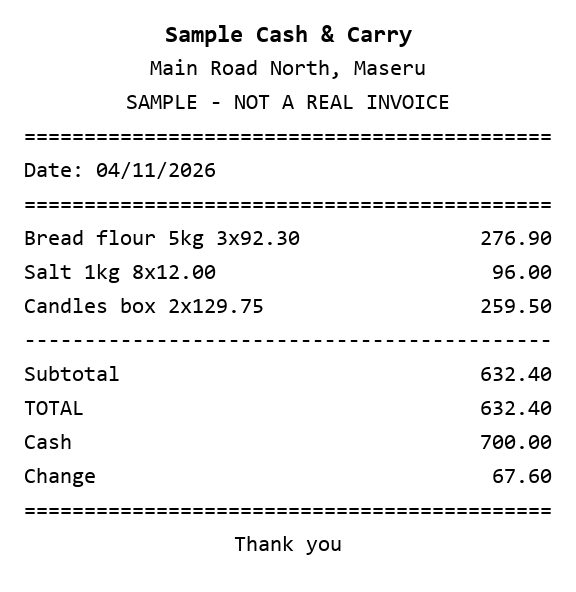 Sample Cash & Carry
Main Road North, Maseru
SAMPLE - NOT A REAL INVOICE
============================================
Date: 04/11/2026
============================================
Bread flour 5kg 3x92.30 276.90
Salt 1kg 8x12.00 96.00
Candles box 2x129.75 259.50
--------------------------------------------
Subtotal 632.40
TOTAL 632.40
Cash 700.00
Change 67.60
============================================
Thank you